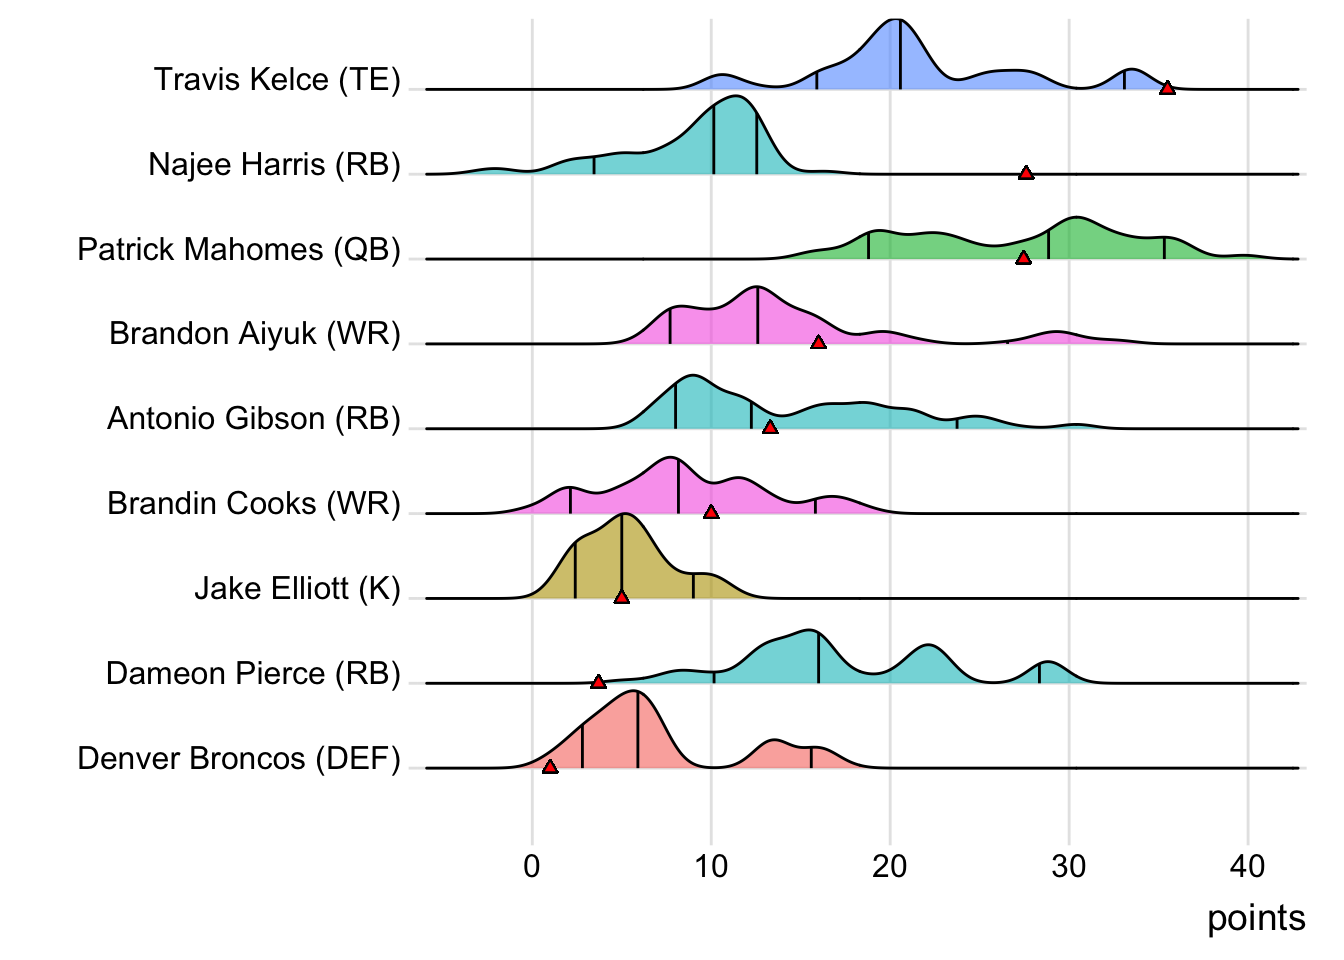 Travis Kelce (TE)
Najee Harris (RB)
Patrick Mahomes (QB)
Brandon Aiyuk (WR)
Antonio Gibson (RB)
Brandin Cooks (WR)
Jake Elliott (K)
Dameon Pierce (RB)
Denver Broncos (DEF)
0 10 20 30 40
points